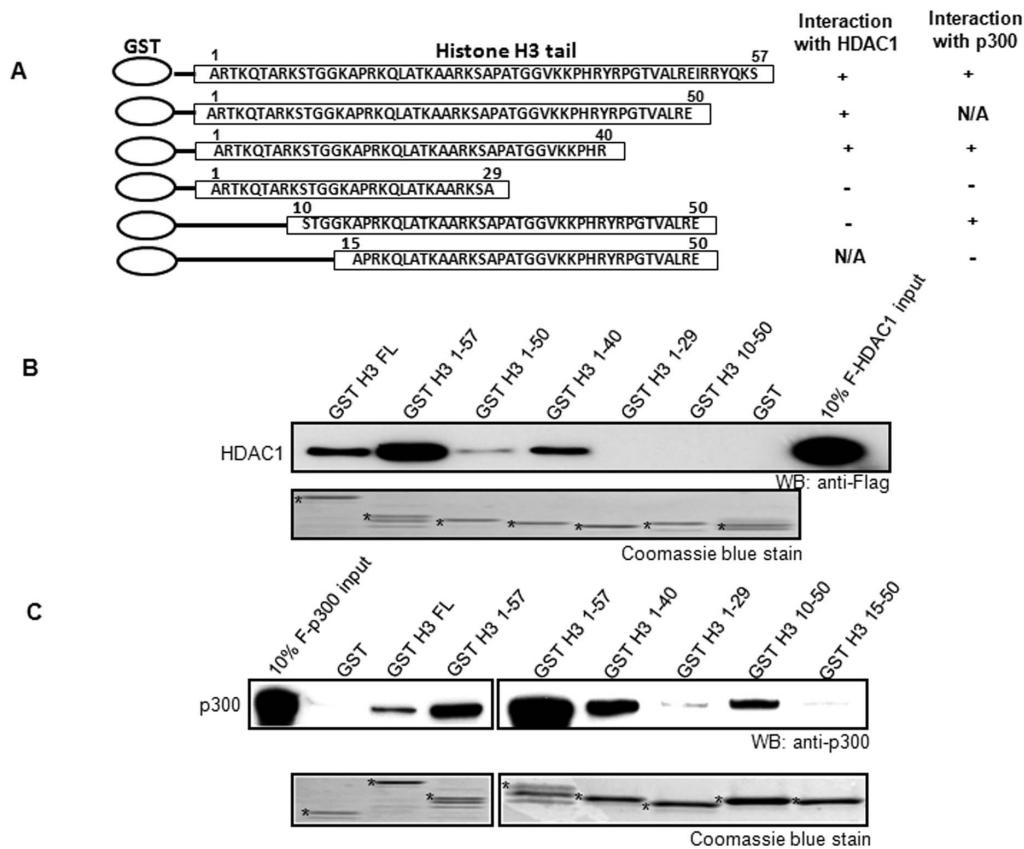 A
GST
Histone H3 tail
Interaction with HDAC1
Interaction with p300
1 57
ARTKQTARKSTGGKAPRKQLATKAARKSAPATGGVKKPHRYRPGTVALREIRRYQKS + +
1 50
ARTKQTARKSTGGKAPRKQLATKAARKSAPATGGVKKPHRYRPGTVALRE + N/A
1 40
ARTKQTARKSTGGKAPRKQLATKAARKSAPATGGVKKPHR + +
1 29
ARTKQTARKSTGGKAPRKQLATKAARKSA - -
10 50
STGGKAPRKQLATKAARKSAPATGGVKKPHRYRPGTVALRE - +
15 50
APRKQLATKAARKSAPATGGVKKPHRYRPGTVALRE N/A -
B
GST H3 FL
GST H3 1-57
GST H3 1-50
GST H3 1-40
GST H3 1-29
GST H3 10-50
GST
10% F-HDAC1 input
HDAC1
WB: anti-Flag
* * * * * * *
Coomassie blue stain
C
10% F-p300 input
GST
GST H3 FL
GST H3 1-57
GST H3 1-57
GST H3 1-40
GST H3 1-29
GST H3 10-50
GST H3 15-50
p300
WB: anti-p300
* * * * * * * *
Coomassie blue stain